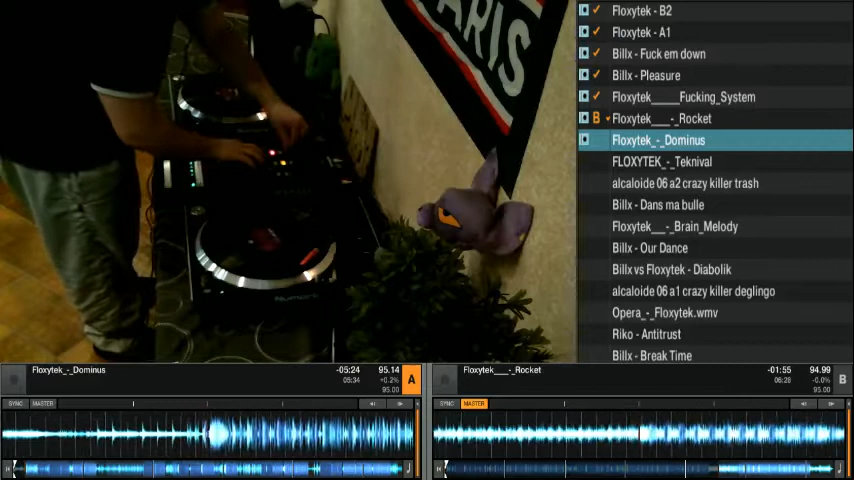 PARIS
Floxytek - B2
Floxytek - A1
Billx - Fuck em down
Billx - Pleasure
Floxytek_____Fucking_System
B Floxytek___-_Rocket
Floxytek_-_Dominus
FLOXYTEK_-_Teknival
alcaloide 06 a2 crazy killer trash
Billx - Dans ma bulle
Floxytek__-_Brain_Melody
Billx - Our Dance
Billx vs Floxytek - Diabolik
alcaloide 06 a1 crazy killer deglingo
Opera_-_Floxytek.wmv
Riko - Antitrust
Billx - Break Time
Floxytek_-_Dominus -05:24 95.14 A
05:34 +0.2%
95.00
SYNC MASTER
Floxytek___-_Rocket -01:55 94.99 B
06:28 -0.0%
95.00
SYNC MASTER